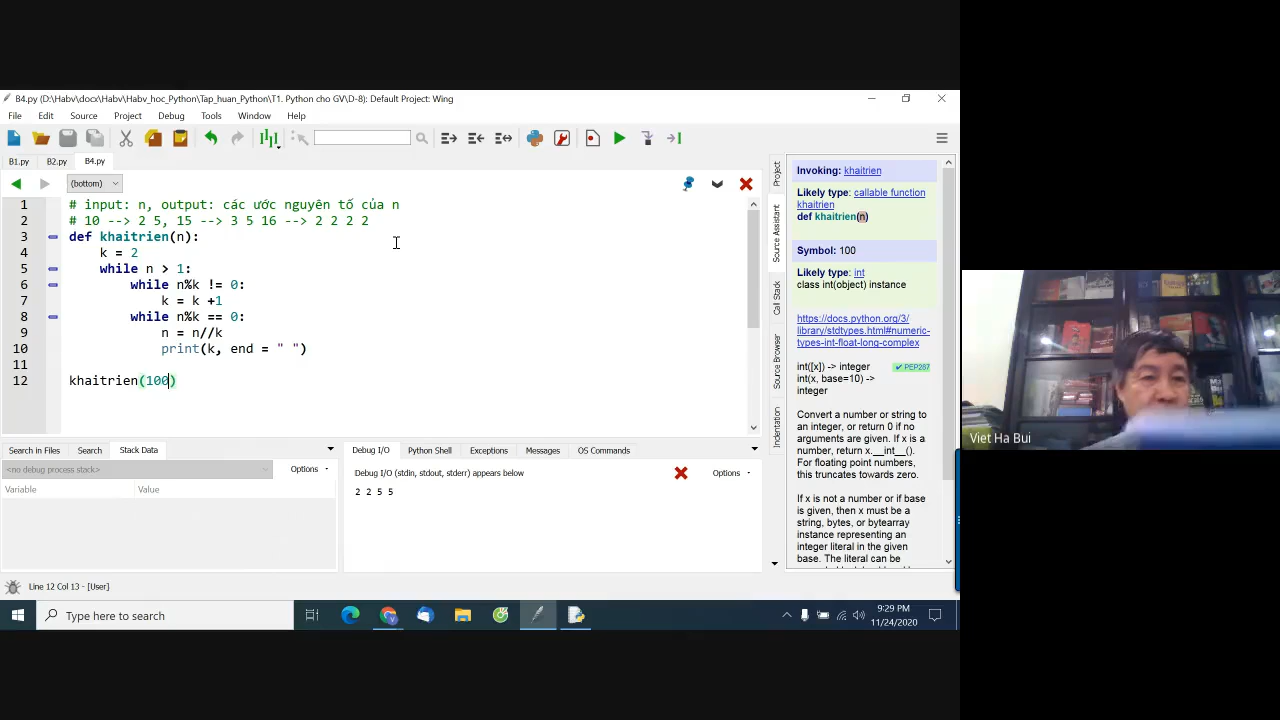 B4.py (D:\Habv\docx\Habv\Habv_hoc_Python\Tap_huan_Python\T1. Python cho GV\D-8): Default Project: Wing
File Edit Source Project Debug Tools Window Help
B1.py B2.py B4.py
(bottom)
1 # input: n, output: các ước nguyên tố của n
2 # 10 --> 2 5, 15 --> 3 5 16 --> 2 2 2 2
3 def khaitrien(n):
4 k = 2
5 while n > 1:
6 while n%k != 0:
7 k = k +1
8 while n%k == 0:
9 n = n//k
10 print(k, end = " ")
11
12 khaitrien(100)
Project
Source Assistant
Call Stack
Source Browser
Indentation
Invoking: khaitrien
Likely type: callable function
khaitrien
def khaitrien(n)
Symbol: 100
Likely type: int
class int(object) instance
https://docs.python.org/3/
library/stdtypes.html#numeric-
types-int-float-long-complex
int([x]) -> integer
✔ PEP287
int(x, base=10) ->
integer
Convert a number or string to
an integer, or return 0 if no
arguments are given. If x is a
number, return x.__int__().
For floating point numbers,
this truncates towards zero.
If x is not a number or if base
is given, then x must be a
string, bytes, or bytearray
instance representing an
integer literal in the given
base. The literal can be
Search in Files Search Stack Data
<no debug process stack> Options
Variable Value
Debug I/O Python Shell Exceptions Messages OS Commands
Debug I/O (stdin, stdout, stderr) appears below Options
2 2 5 5
Line 12 Col 13 - [User]
Type here to search
9:29 PM
11/24/2020
Viet Ha Bui